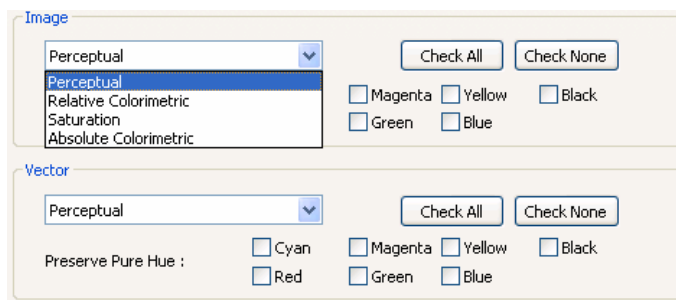 Image
Perceptual Check All Check None
Perceptual
Relative Colorimetric Magenta Yellow Black
Saturation
Absolute Colorimetric Green Blue
Vector
Perceptual Check All Check None
Preserve Pure Hue : Cyan Magenta Yellow Black
Red Green Blue